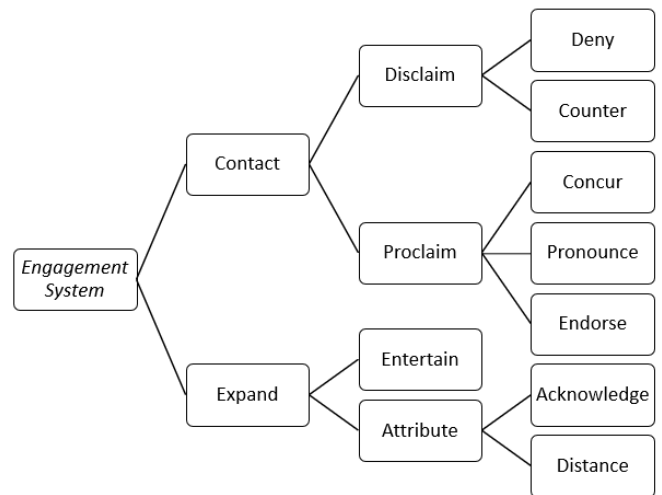 Engagement
System
Contact
Disclaim
Deny
Counter
Proclaim
Concur
Pronounce
Endorse
Expand
Entertain
Attribute
Acknowledge
Distance